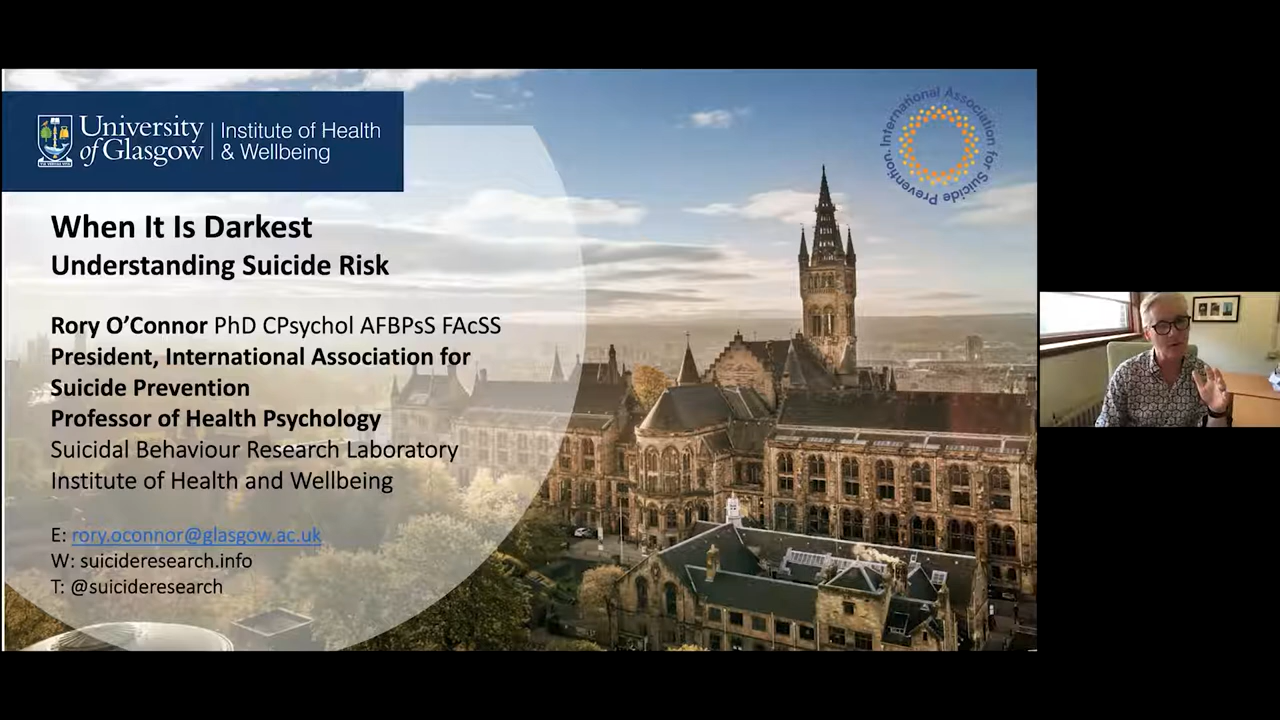 University
of Glasgow
Institute of Health
& Wellbeing
International Association for Suicide Prevention.
When It Is Darkest
Understanding Suicide Risk
Rory O’Connor PhD CPsychol AFBPsS FAcSS
President, International Association for
Suicide Prevention
Professor of Health Psychology
Suicidal Behaviour Research Laboratory
Institute of Health and Wellbeing
E: rory.oconnor@glasgow.ac.uk
W: suicideresearch.info
T: @suicideresearch